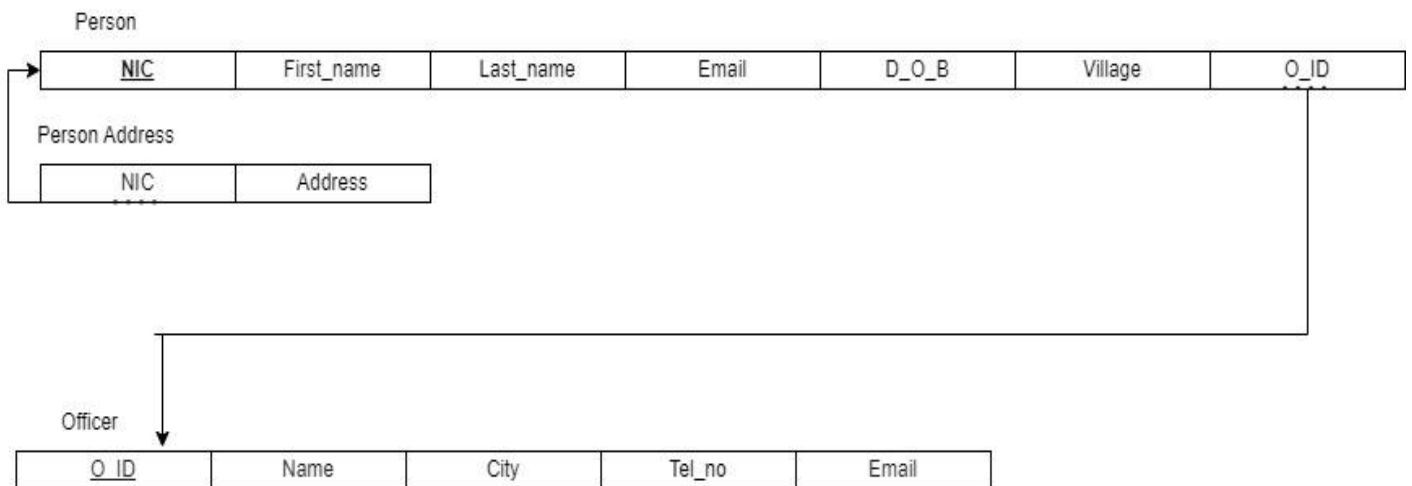 Person
NIC First_name Last_name Email D_O_B Village O_ID
Person Address
NIC Address
Officer
O_ID Name City Tel_no Email